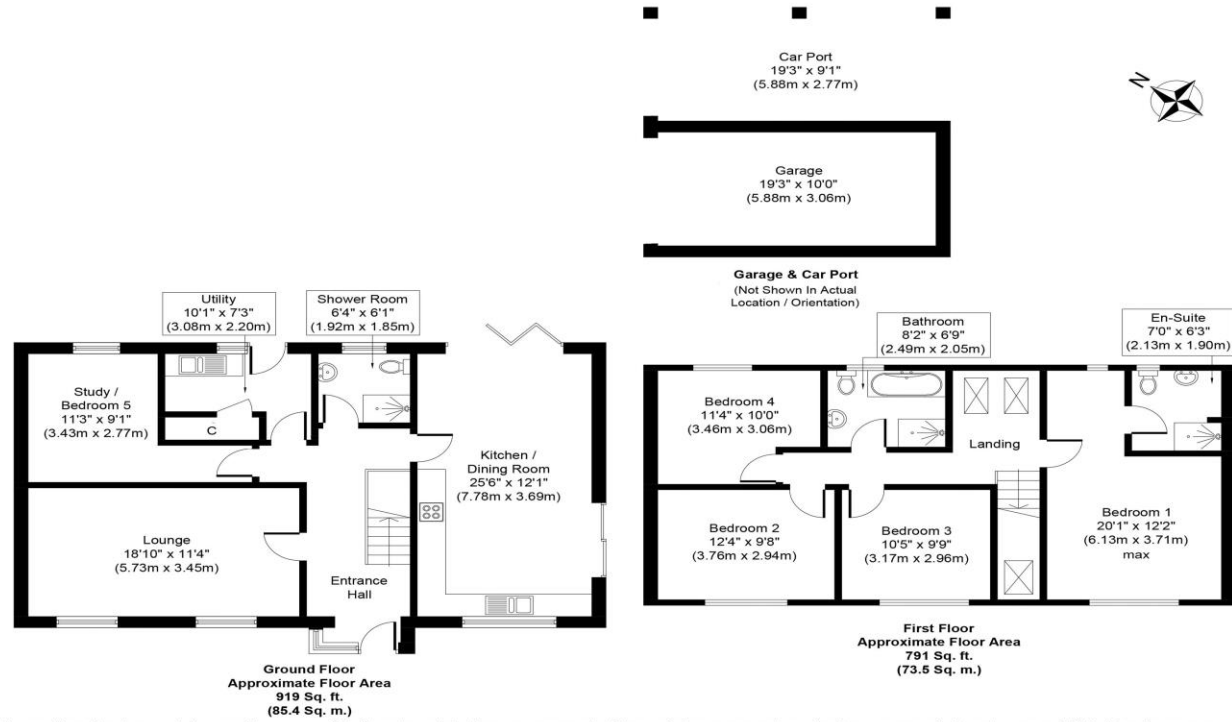 Car Port
19'3" x 9'1"
(5.88m x 2.77m)
N
Garage
19'3" x 10'0"
(5.88m x 3.06m)
Garage & Car Port
(Not Shown In Actual
Location / Orientation)
Utility
10'1" x 7'3"
(3.08m x 2.20m)
Shower Room
6'4" x 6'1"
(1.92m x 1.85m)
Study /
Bedroom 5
11'3" x 9'1"
(3.43m x 2.77m)
C
Kitchen /
Dining Room
25'6" x 12'1"
(7.78m x 3.69m)
Lounge
18'10" x 11'4"
(5.73m x 3.45m)
Entrance
Hall
Ground Floor
Approximate Floor Area
919 Sq. ft.
(85.4 Sq. m.)
Bathroom
8'2" x 6'9"
(2.49m x 2.05m)
En-Suite
7'0" x 6'3"
(2.13m x 1.90m)
Bedroom 4
11'4" x 10'0"
(3.46m x 3.06m)
Landing
Bedroom 2
12'4" x 9'8"
(3.76m x 2.94m)
Bedroom 3
10'5" x 9'9"
(3.17m x 2.96m)
Bedroom 1
20'1" x 12'2"
(6.13m x 3.71m)
max
First Floor
Approximate Floor Area
791 Sq. ft.
(73.5 Sq. m.)